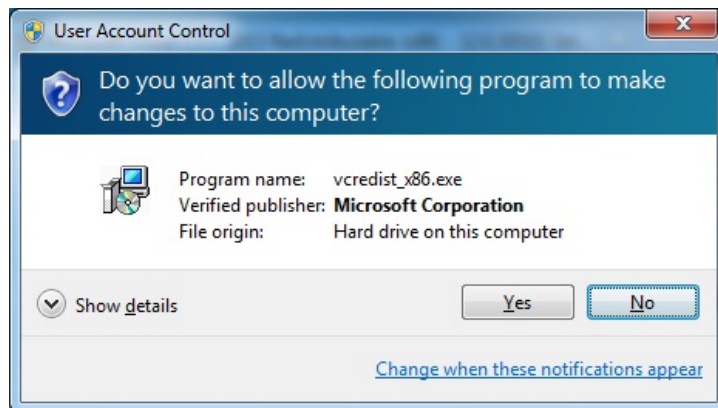 User Account Control
Do you want to allow the following program to make
changes to this computer?
Program name: vcredist_x86.exe
Verified publisher: Microsoft Corporation
File origin: Hard drive on this computer
Show details
Yes No
Change when these notifications appear